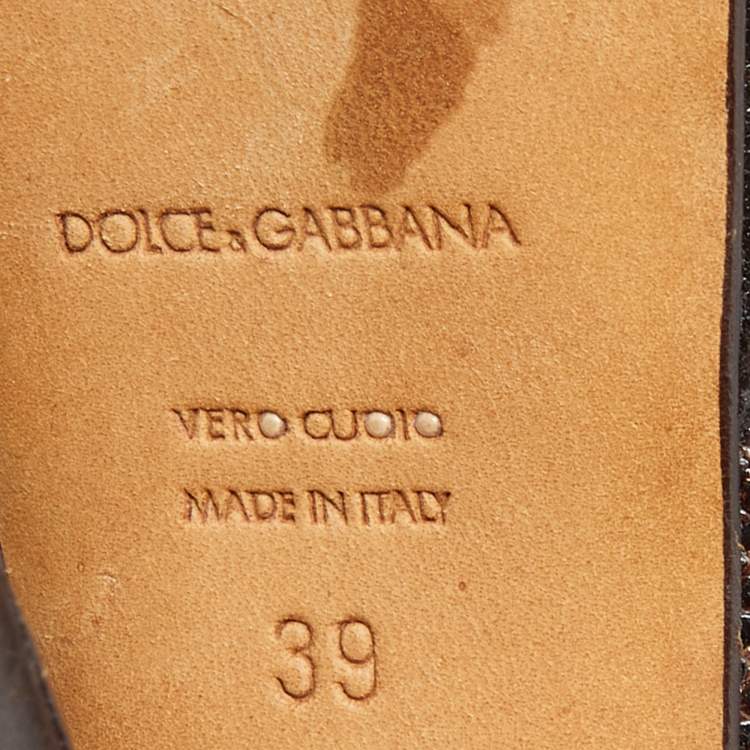 DOLCE & GABBANA
VERO CUOIO
MADE IN ITALY
39